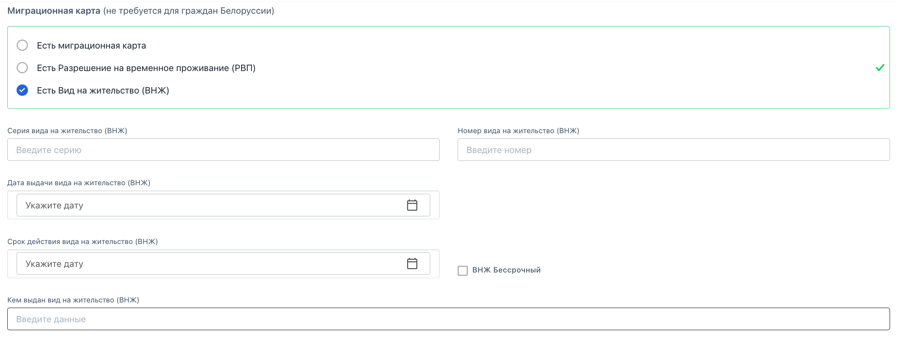 Миграционная карта (не требуется для граждан Белоруссии)
Есть миграционная карта
Есть Разрешение на временное проживание (РВП)
Есть Вид на жительство (ВНЖ)
Серия вида на жительство (ВНЖ)
Номер вида на жительство (ВНЖ)
Введите серию
Введите номер
Дата выдачи вида на жительство (ВНЖ)
Укажите дату
Срок действия вида на жительство (ВНЖ)
Укажите дату
ВНЖ Бессрочный
Кем выдан вид на жительство (ВНЖ)
Введите данные